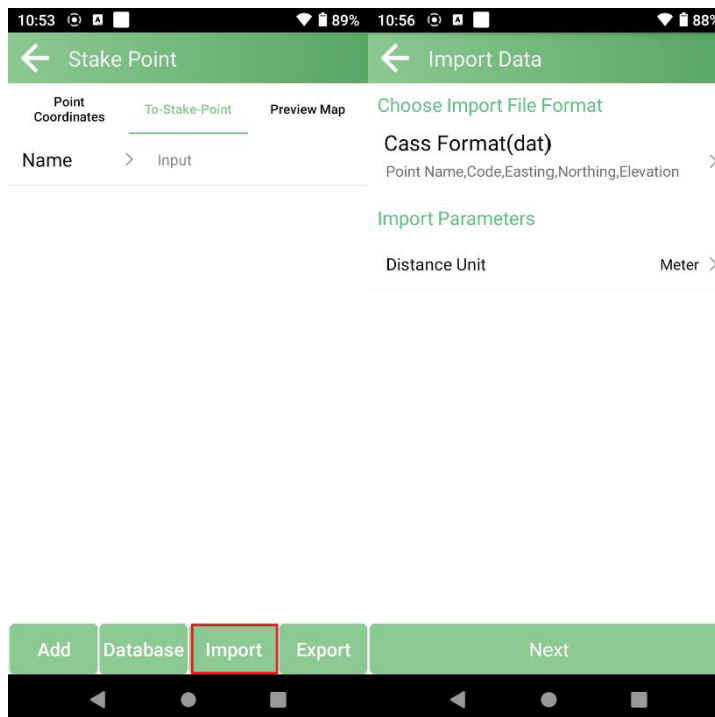 10:53 A 89%
Stake Point
Point
Coordinates
To-Stake-Point
Preview Map
Name > Input
Add
Database
Import
Export
10:56 A 88%
Import Data
Choose Import File Format
Cass Format(dat)
Point Name,Code,Easting,Northing,Elevation
Import Parameters
Distance Unit Meter
Next